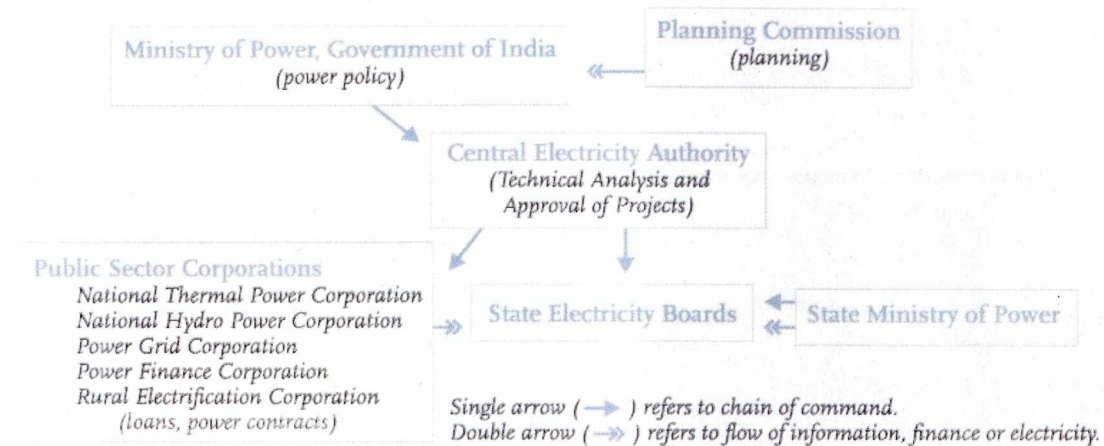 Ministry of Power, Government of India
(power policy)
Planning Commission
(planning)
Central Electricity Authority
(Technical Analysis and
Approval of Projects)
Public Sector Corporations
National Thermal Power Corporation
National Hydro Power Corporation
Power Grid Corporation
Power Finance Corporation
Rural Electrification Corporation
(loans, power contracts)
State Electricity Boards
State Ministry of Power
Single arrow ( → ) refers to chain of command.
Double arrow ( ↠ ) refers to flow of information, finance or electricity.